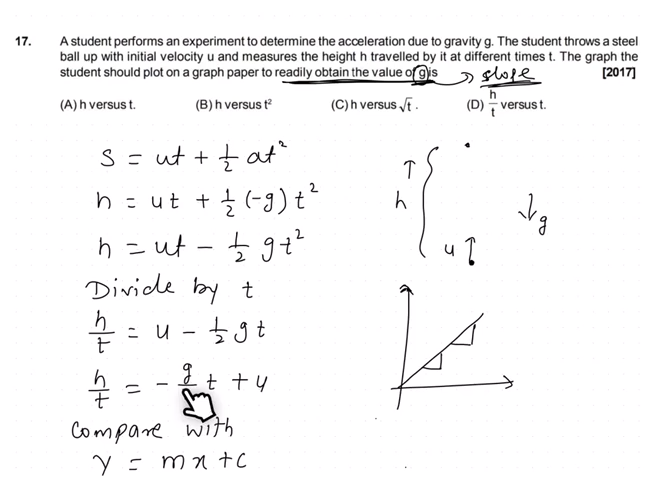 17. A student performs an experiment to determine the acceleration due to gravity g. The student throws a steel
ball up with initial velocity u and measures the height h travelled by it at different times t. The graph the
student should plot on a graph paper to readily obtain the value of g is → slope [2017]
(A) h versus t. (B) h versus t² (C) h versus √t . (D) h/t versus t.
s = ut + 1/2 at²
h = ut + 1/2 (-g) t²
h = ut - 1/2 gt²
Divide by t
h/t = u - 1/2 gt
h/t = - g/2 t + u
Compare with
y = mx + c
↑ h
u ↑
↓ g